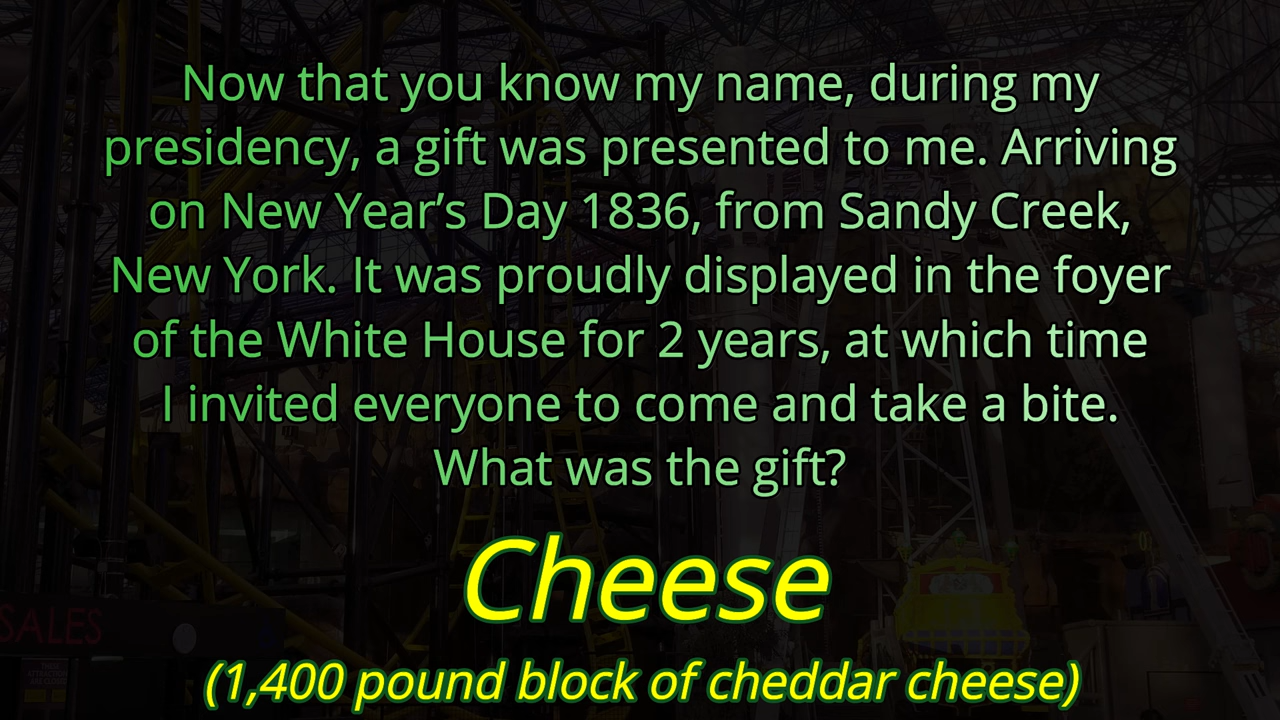 Now that you know my name, during my
presidency, a gift was presented to me. Arriving
on New Year’s Day 1836, from Sandy Creek,
New York. It was proudly displayed in the foyer
of the White House for 2 years, at which time
I invited everyone to come and take a bite.
What was the gift?
Cheese
(1,400 pound block of cheddar cheese)
SALES